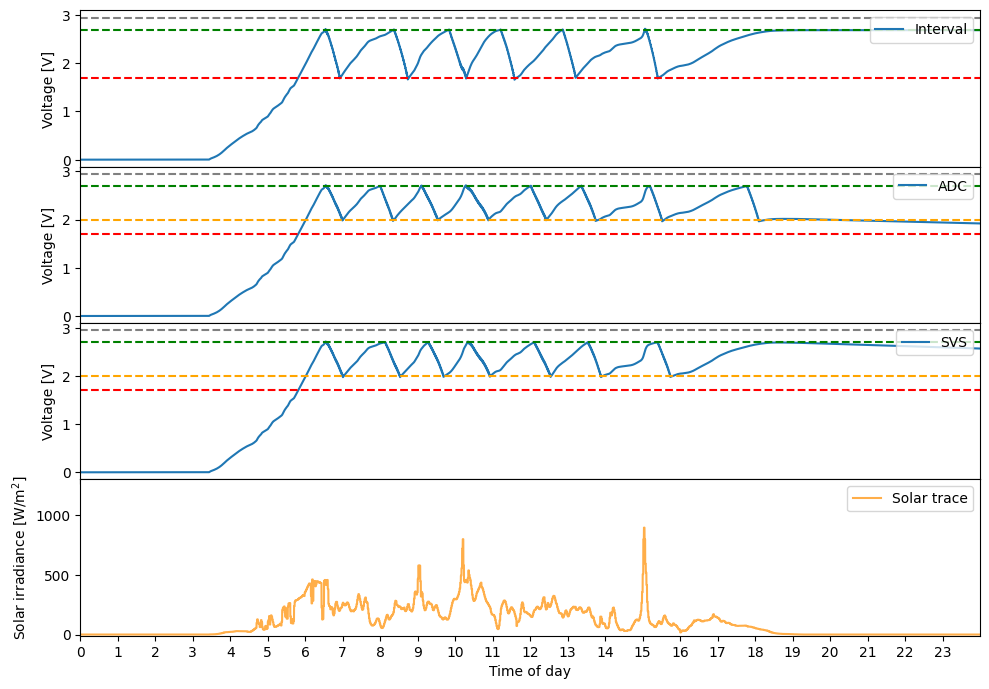 3
2
1
0
Voltage [V]
Interval
3
2
1
0
Voltage [V]
ADC
3
2
1
0
Voltage [V]
SVS
1000
500
0
Solar irradiance [W/m²]
Solar trace
0 1 2 3 4 5 6 7 8 9 10 11 12 13 14 15 16 17 18 19 20 21 22 23
Time of day